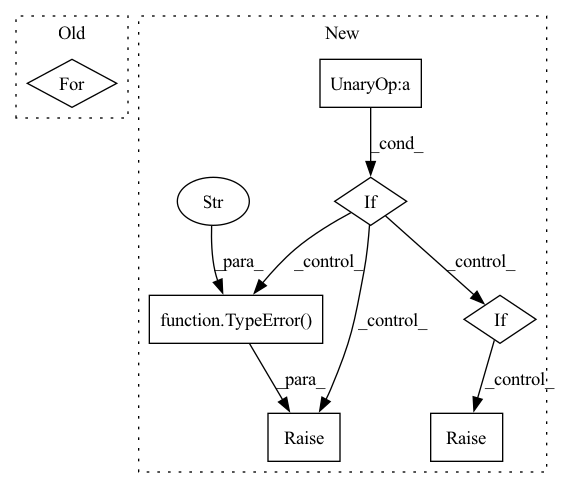 Old
New
For
UnaryOp:a
_cond_
Str
If
_para_
_control_
_control_
function.TypeError()
_control_
If
_para_
_control_
Raise
Raise